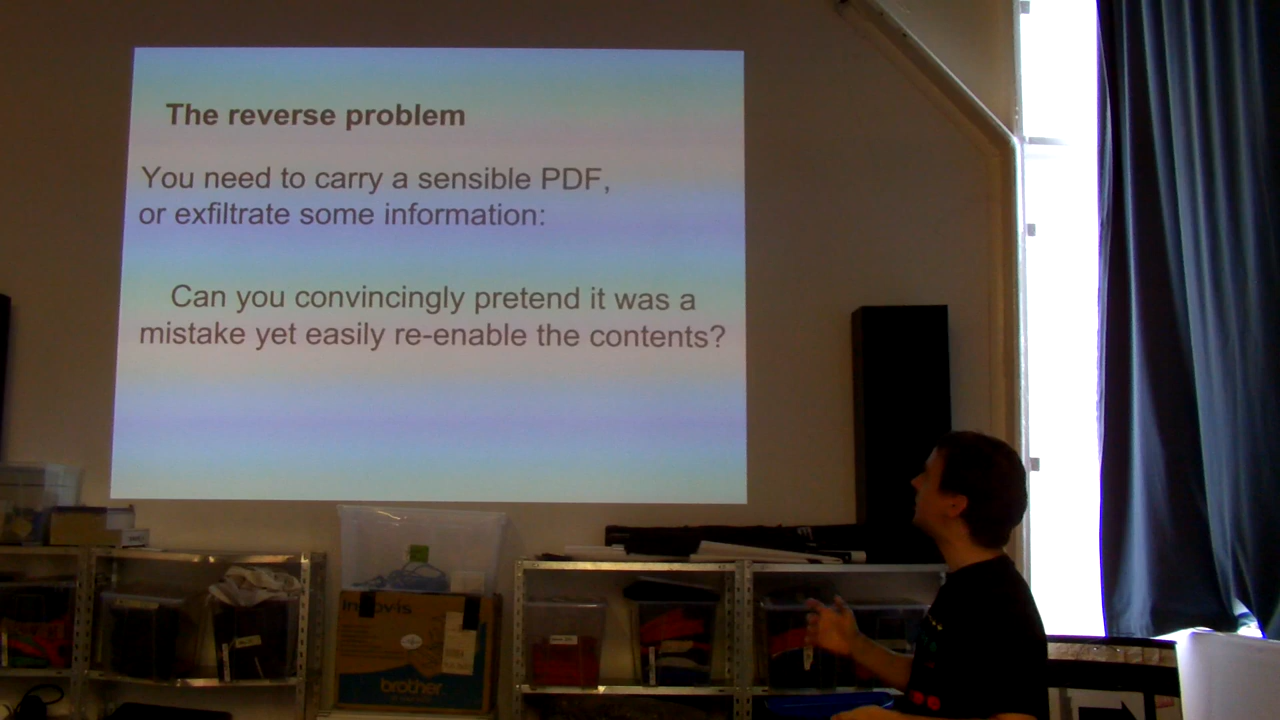 The reverse problem
You need to carry a sensible PDF,
or exfiltrate some information:
Can you convincingly pretend it was a
mistake yet easily re-enable the contents?
brother